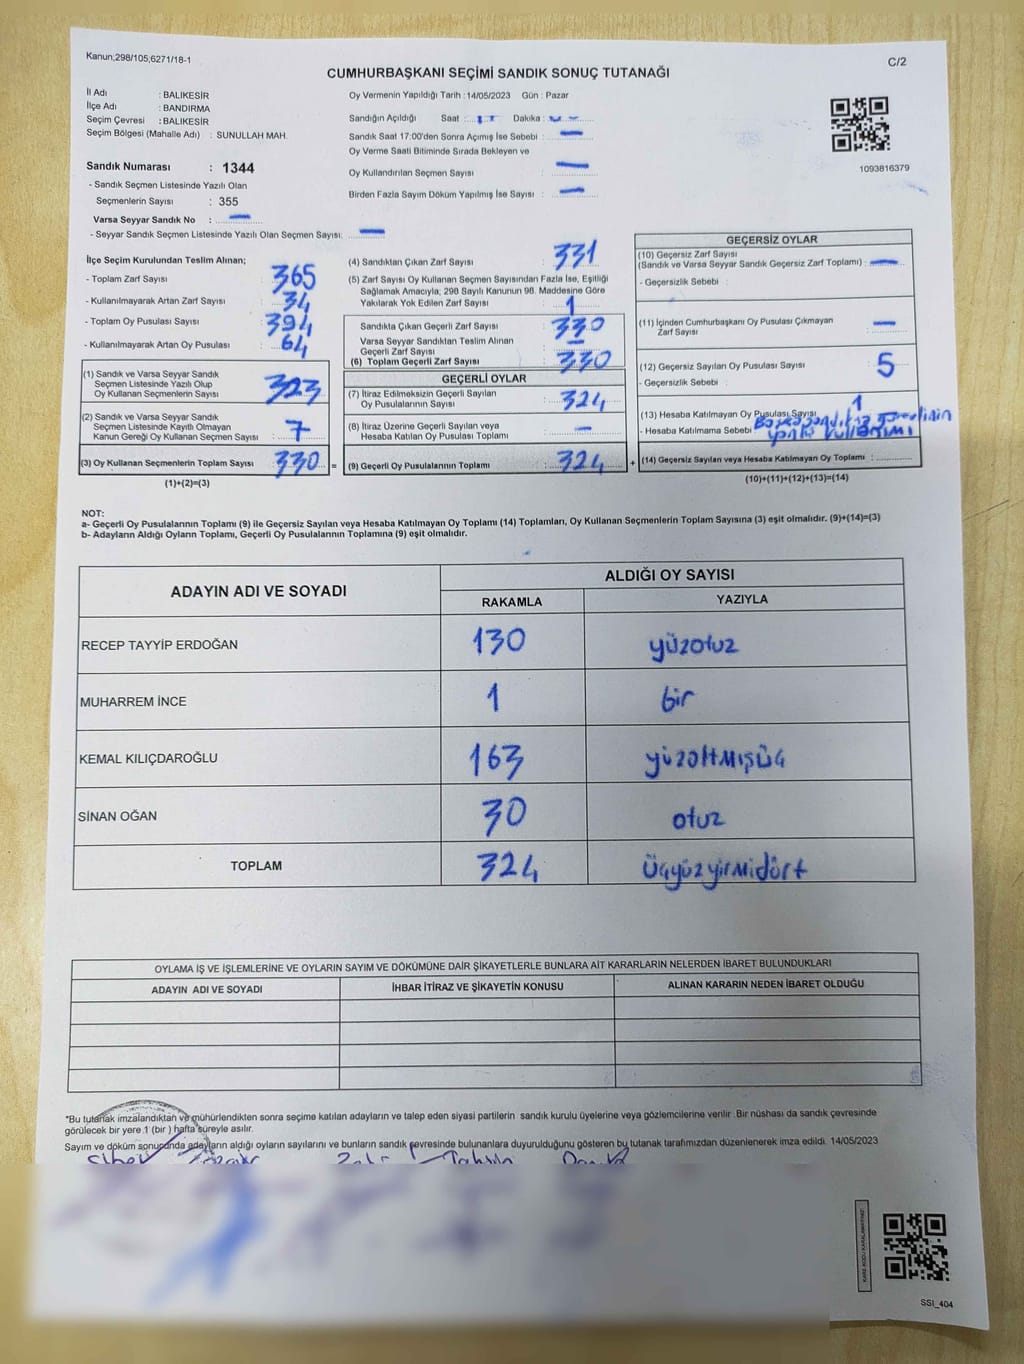 Kanun;298/105;6271/18-1
C/2
CUMHURBAŞKANI SEÇİMİ SANDIK SONUÇ TUTANAĞI
İl Adı : BALIKESİR
İlçe Adı : BANDIRMA
Seçim Çevresi : BALIKESİR
Seçim Bölgesi (Mahalle Adı) : SUNULLAH MAH.
Sandık Numarası : 1344
- Sandık Seçmen Listesinde Yazılı Olan
Seçmenlerin Sayısı : 355
Varsa Seyyar Sandık No : —
- Seyyar Sandık Seçmen Listesinde Yazılı Olan Seçmen Sayısı: —
Oy Vermenin Yapıldığı Tarih : 14/05/2023 Gün : Pazar
Sandığın Açıldığı Saat : 17 Dakika :
Sandık Saat 17:00'den Sonra Açımış İse Sebebi : —
Oy Verme Saati Bitiminde Sırada Bekleyen ve
Oy Kullandırılan Seçmen Sayısı : —
Birden Fazla Sayım Döküm Yapılmış İse Sayısı : —
1093816379
İlçe Seçim Kurulundan Teslim Alınan;
- Toplam Zarf Sayısı : 365
- Kullanılmayarak Artan Zarf Sayısı : 34
- Toplam Oy Pusulası Sayısı : 394
- Kullanılmayarak Artan Oy Pusulası : 64
(1) Sandık ve Varsa Seyyar Sandık
Seçmen Listesinde Yazılı Olup
Oy Kullanan Seçmenlerin Sayısı : 323
(2) Sandık ve Varsa Seyyar Sandık
Seçmen Listesinde Kayıtlı Olmayan
Kanun Gereği Oy Kullanan Seçmen Sayısı : 7
(3) Oy Kullanan Seçmenlerin Toplam Sayısı : 330 =
(1)+(2)=(3)
(4) Sandıktan Çıkan Zarf Sayısı : 331
(5) Zarf Sayısı Oy Kullanan Seçmen Sayısından Fazla İse, Eşitliği
Sağlamak Amacıyla, 298 Sayılı Kanunun 98. Maddesine Göre
Yakılarak Yok Edilen Zarf Sayısı : 1
Sandıkta Çıkan Geçerli Zarf Sayısı : 330
Varsa Seyyar Sandıktan Teslim Alınan
Geçerli Zarf Sayısı : —
(6) Toplam Geçerli Zarf Sayısı : 330
GEÇERLİ OYLAR
(7) İtiraz Edilmeksizin Geçerli Sayılan
Oy Pusulalarının Sayısı : 324
(8) İtiraz Üzerine Geçerli Sayılan veya
Hesaba Katılan Oy Pusulası Toplamı : —
(9) Geçerli Oy Pusulalarının Toplamı : 324 +
GEÇERSİZ OYLAR
(10) Geçersiz Zarf Sayısı
(Sandık ve Varsa Seyyar Sandık Geçersiz Zarf Toplamı) : —
- Geçersizlik Sebebi :
(11) İçinden Cumhurbaşkanı Oy Pusulası Çıkmayan
Zarf Sayısı : —
(12) Geçersiz Sayılan Oy Pusulası Sayısı : 5
- Geçersizlik Sebebi :
(13) Hesaba Katılmayan Oy Pusulası Sayısı : 1
- Hesaba Katılmama Sebebi : Başka sandıkta görevlinin
yanlış kullanımı
(14) Geçersiz Sayılan veya Hesaba Katılmayan Oy Toplamı :
(10)+(11)+(12)+(13)=(14)
NOT:
a- Geçerli Oy Pusulalarının Toplamı (9) ile Geçersiz Sayılan veya Hesaba Katılmayan Oy Toplamı (14) Toplamları, Oy Kullanan Seçmenlerin Toplam Sayısına (3) eşit olmalıdır. (9)+(14)=(3)
b- Adayların Aldığı Oyların Toplamı, Geçerli Oy Pusulalarının Toplamına (9) eşit olmalıdır.
ADAYIN ADI VE SOYADI
ALDIĞI OY SAYISI
RAKAMLA YAZIYLA
RECEP TAYYİP ERDOĞAN 130 yüzotuz
MUHARREM İNCE 1 bir
KEMAL KILIÇDAROĞLU 163 yüzaltmışüç
SİNAN OĞAN 30 otuz
TOPLAM 324 Üçyüzyirmidört
OYLAMA İŞ VE İŞLEMLERİNE VE OYLARIN SAYIM VE DÖKÜMÜNE DAİR ŞİKAYETLERLE BUNLARA AİT KARARLARIN NELERDEN İBARET BULUNDUKLARI
ADAYIN ADI VE SOYADI İHBAR İTİRAZ VE ŞİKAYETİN KONUSU ALINAN KARARIN NEDEN İBARET OLDUĞU
"Bu tutanak imzalandıktan ve mühürlendikten sonra seçime katılan adayların ve talep eden siyasi partilerin sandık kurulu üyelerine veya gözlemcilerine verilir. Bir nüshası da sandık çevresinde
görülecek bir yere 1 (bir ) hafta süreyle asılır.
Sayım ve döküm sonucunda adayların aldığı oyların sayılarını ve bunların sandık çevresinde bulunanlara duyurulduğunu gösteren bu tutanak tarafımızdan düzenlenerek imza edildi. 14/05/2023
SSI_404